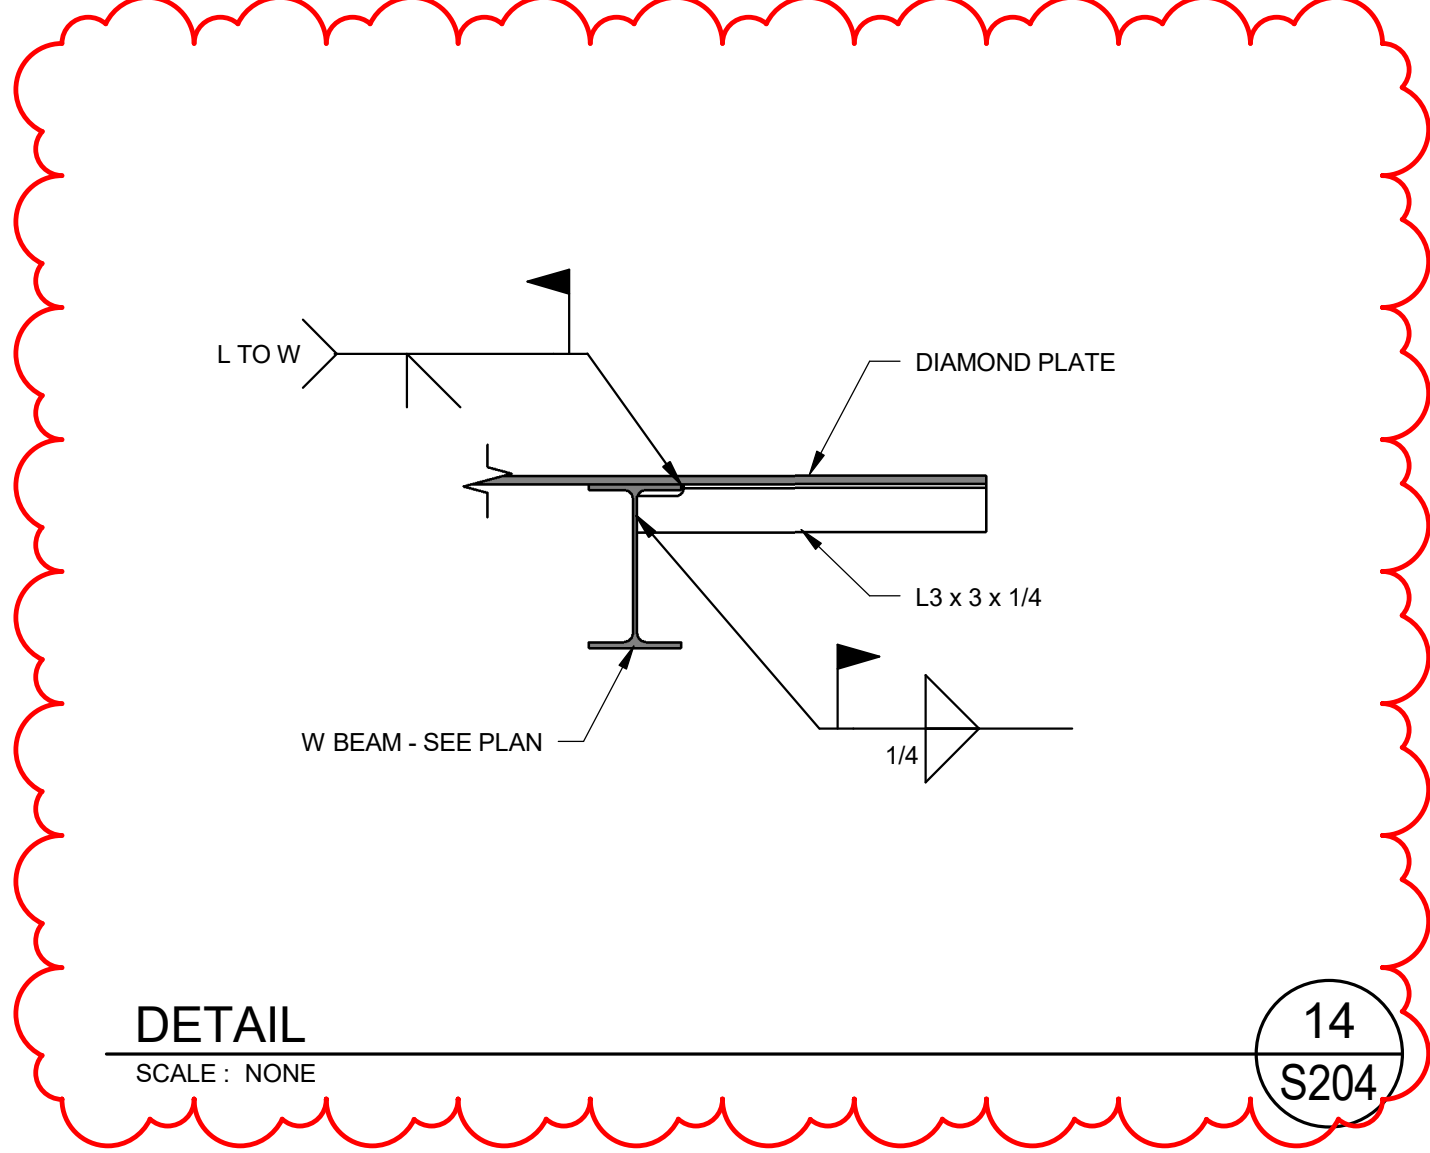 L TO W
DIAMOND PLATE
L3 x 3 x 1/4
W BEAM - SEE PLAN
1/4
DETAIL
SCALE : NONE
14
S204